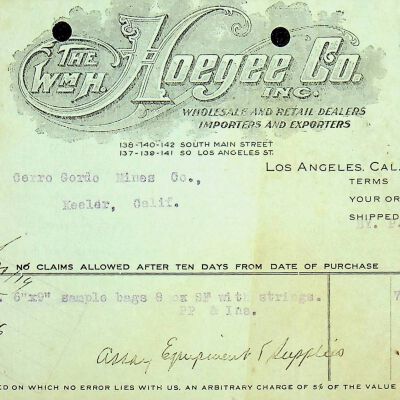 The Wm H. Hoegee Co. Inc.
Wholesale and Retail Dealers
Importers and Exporters
138-140-142 South Main Street
137-139-141 So Los Angeles St.
Los Angeles, Cal.
Cerro Gordo Mines Co.,
Keeler, Calif.
Terms
Your Or
Shipped
No claims allowed after ten days from date of purchase
6"x9" sample bags 8 oz SF with strings. 7
PP & Ins.
Assay Equipment & Supplies
ed on which no error lies with us, an arbitrary charge of 5% of the value